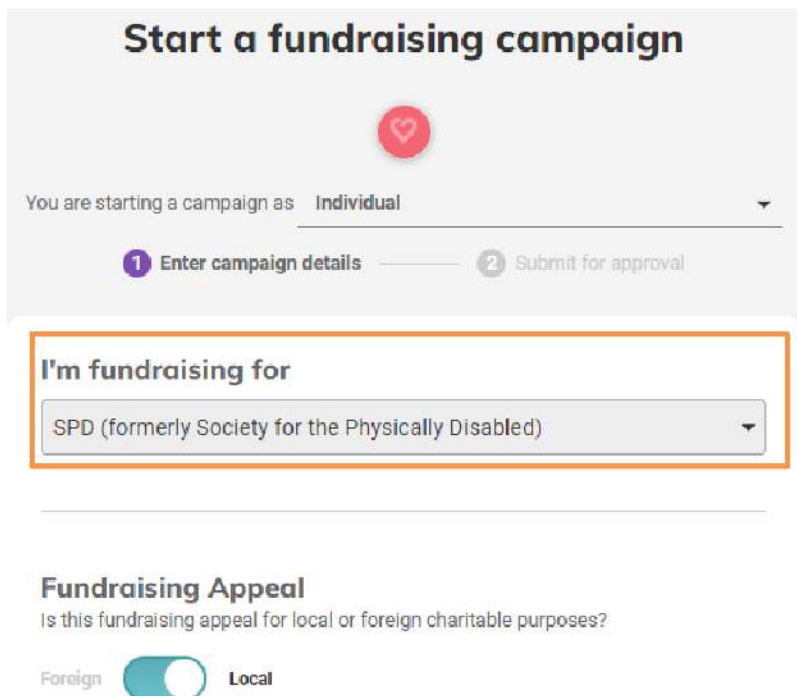 Start a fundraising campaign
You are starting a campaign as Individual
1 Enter campaign details 2 Submit for approval
I'm fundraising for
SPD (formerly Society for the Physically Disabled)
Fundraising Appeal
Is this fundraising appeal for local or foreign charitable purposes?
Foreign Local